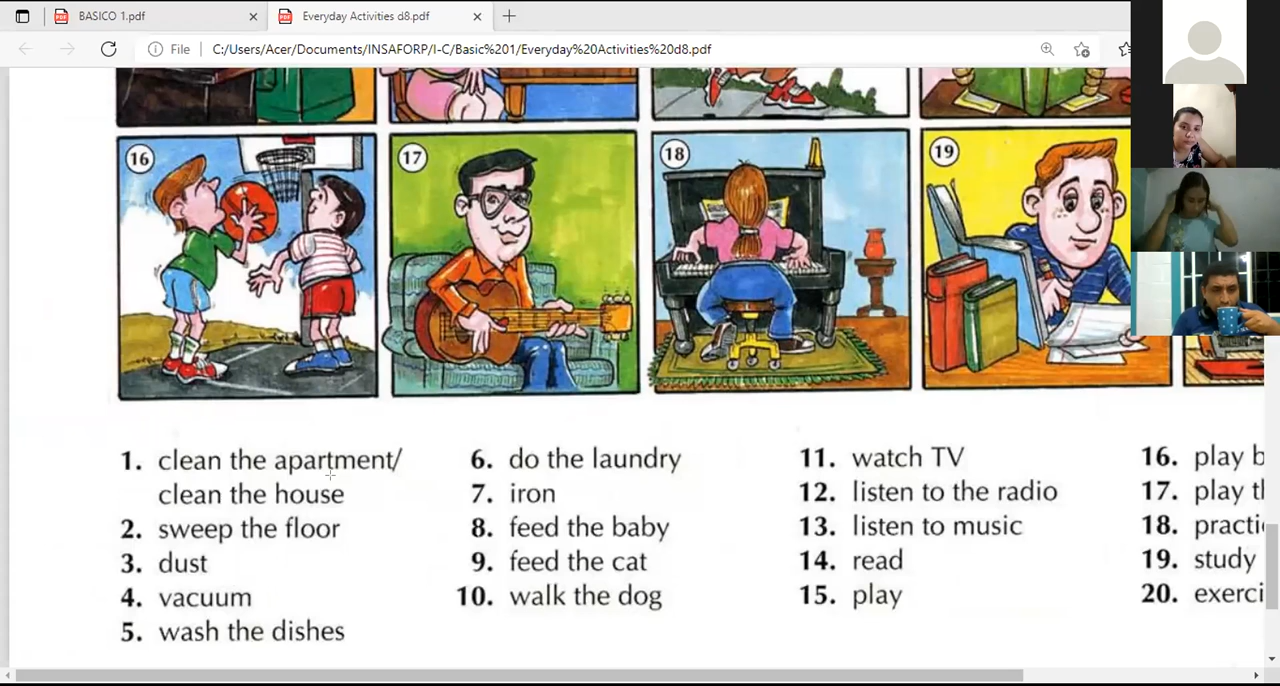 BASICO 1.pdf
Everyday Activities d8.pdf
File
C:/Users/Acer/Documents/INSAFORP/I-C/Basic%201/Everyday%20Activities%20d8.pdf
16
17
18
19
1. clean the apartment/
clean the house
2. sweep the floor
3. dust
4. vacuum
5. wash the dishes
6. do the laundry
7. iron
8. feed the baby
9. feed the cat
10. walk the dog
11. watch TV
12. listen to the radio
13. listen to music
14. read
15. play
16. play b
17. play t
18. practi
19. study
20. exerci